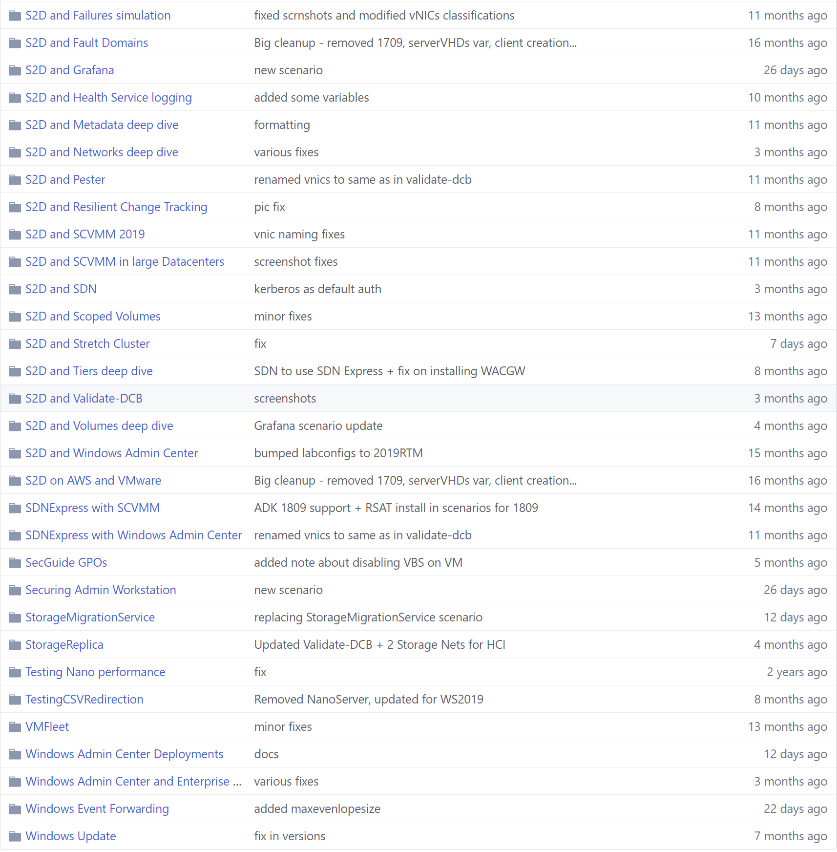 S2D and Failures simulation fixed scrnshots and modified vNICs classifications 11 months ago
S2D and Fault Domains Big cleanup - removed 1709, serverVHDs var, client creation... 16 months ago
S2D and Grafana new scenario 26 days ago
S2D and Health Service logging added some variables 10 months ago
S2D and Metadata deep dive formatting 11 months ago
S2D and Networks deep dive various fixes 3 months ago
S2D and Pester renamed vnics to same as in validate-dcb 11 months ago
S2D and Resilient Change Tracking pic fix 8 months ago
S2D and SCVMM 2019 vnic naming fixes 11 months ago
S2D and SCVMM in large Datacenters screenshot fixes 11 months ago
S2D and SDN kerberos as default auth 3 months ago
S2D and Scoped Volumes minor fixes 13 months ago
S2D and Stretch Cluster fix 7 days ago
S2D and Tiers deep dive SDN to use SDN Express + fix on installing WACGW 8 months ago
S2D and Validate-DCB screenshots 3 months ago
S2D and Volumes deep dive Grafana scenario update 4 months ago
S2D and Windows Admin Center bumped labconfigs to 2019RTM 15 months ago
S2D on AWS and VMware Big cleanup - removed 1709, serverVHDs var, client creation... 16 months ago
SDNExpress with SCVMM ADK 1809 support + RSAT install in scenarios for 1809 14 months ago
SDNExpress with Windows Admin Center renamed vnics to same as in validate-dcb 11 months ago
SecGuide GPOs added note about disabling VBS on VM 5 months ago
Securing Admin Workstation new scenario 26 days ago
StorageMigrationService replacing StorageMigrationService scenario 12 days ago
StorageReplica Updated Validate-DCB + 2 Storage Nets for HCI 4 months ago
Testing Nano performance fix 2 years ago
TestingCSVRedirection Removed NanoServer, updated for WS2019 8 months ago
VMFleet minor fixes 13 months ago
Windows Admin Center Deployments docs 12 days ago
Windows Admin Center and Enterprise ... various fixes 3 months ago
Windows Event Forwarding added maxevenlopesize 22 days ago
Windows Update fix in versions 7 months ago